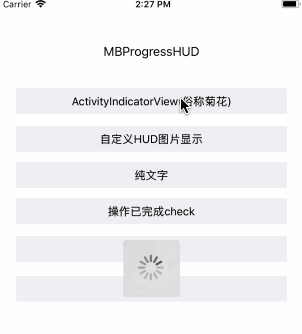 Carrier 2:27 PM
MBProgressHUD
ActivityIndicatorView(俗称菊花)
自定义HUD图片显示
纯文字
操作已完成check